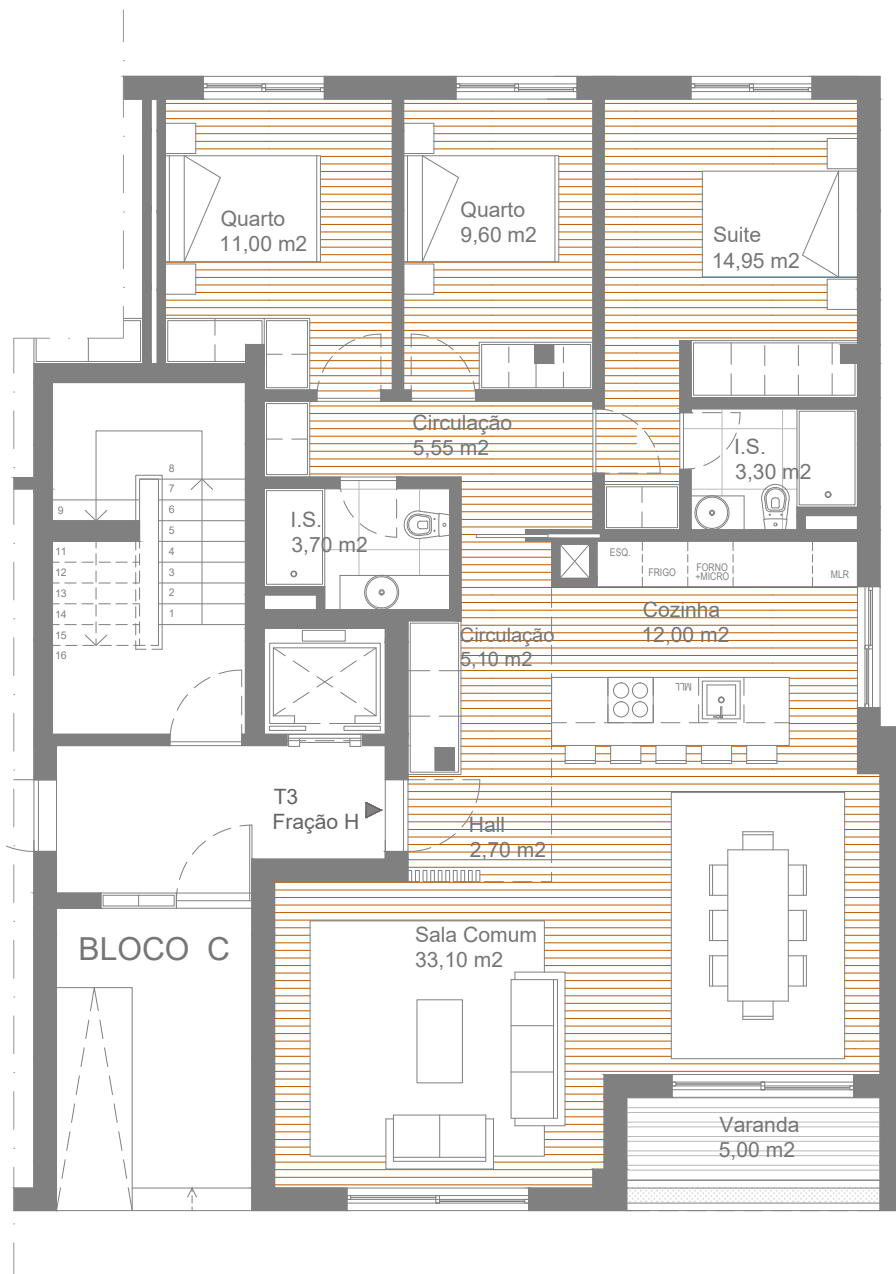 Quarto
11,00 m2
Quarto
9,60 m2
Suite
14,95 m2
Circulação
5,55 m2
I.S.
3,30 m2
I.S.
3,70 m2
8
7
6
5
4
3
2
1
9
11
12
13
14
15
16
ESQ.
FRIGO
FORNO
+MICRO
MLR
Cozinha
12,00 m2
Circulação
5,10 m2
MLL
T3
Fração H
Hall
2,70 m2
BLOCO C
Sala Comum
33,10 m2
Varanda
5,00 m2